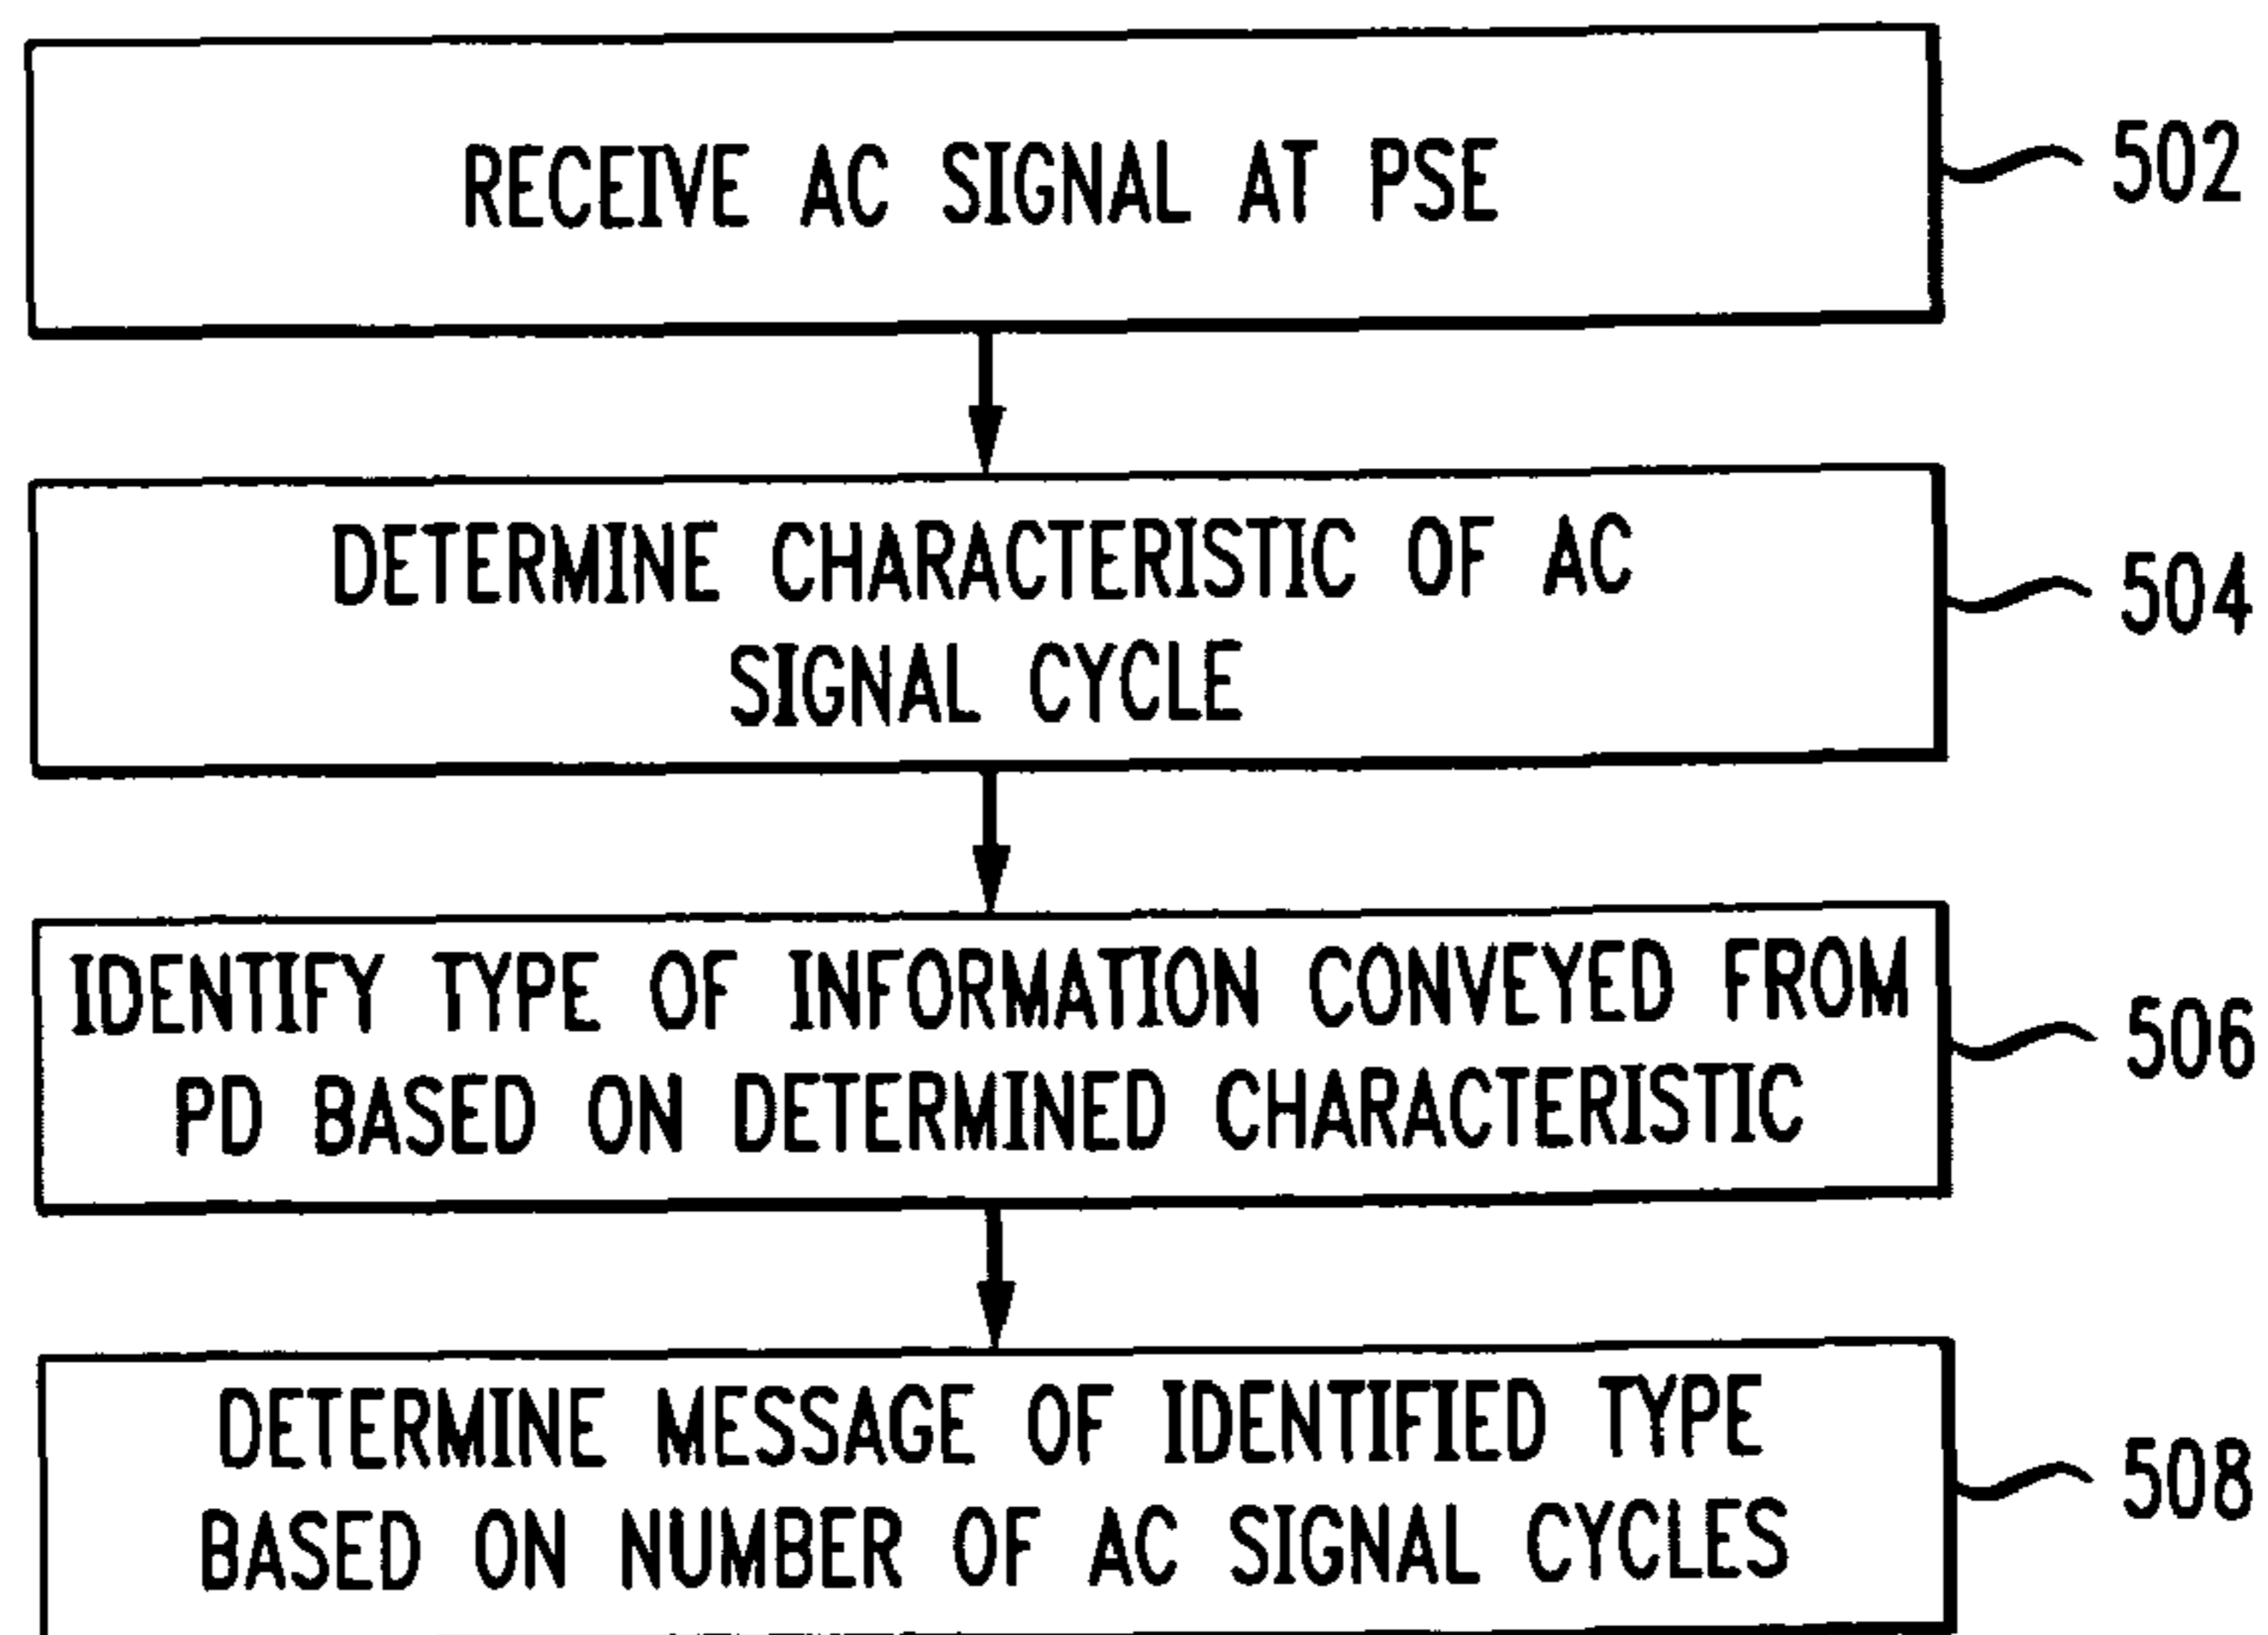 RECEIVE AC SIGNAL AT PSE
502
DETERMINE CHARACTERISTIC OF AC
SIGNAL CYCLE
504
IDENTIFY TYPE OF INFORMATION CONVEYED FROM
PD BASED ON DETERMINED CHARACTERISTIC
506
DETERMINE MESSAGE OF IDENTIFIED TYPE
BASED ON NUMBER OF AC SIGNAL CYCLES
508